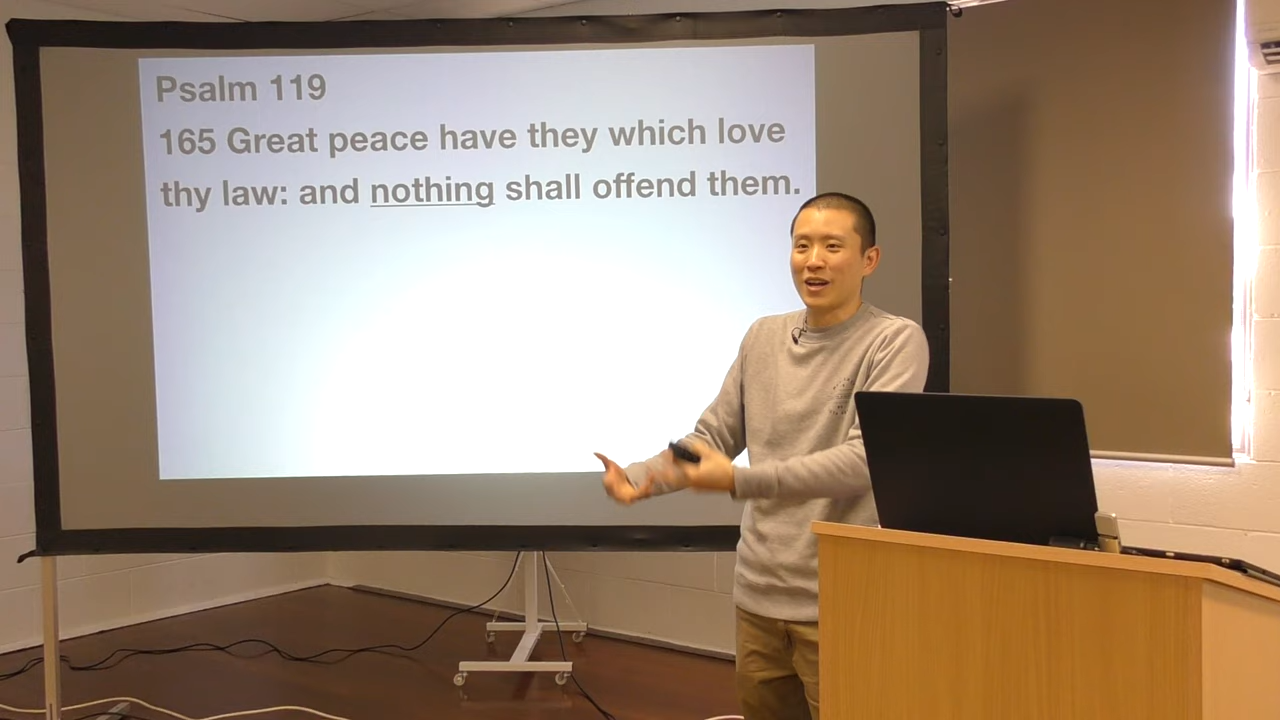 Psalm 119
165 Great peace have they which love
thy law: and nothing shall offend them.